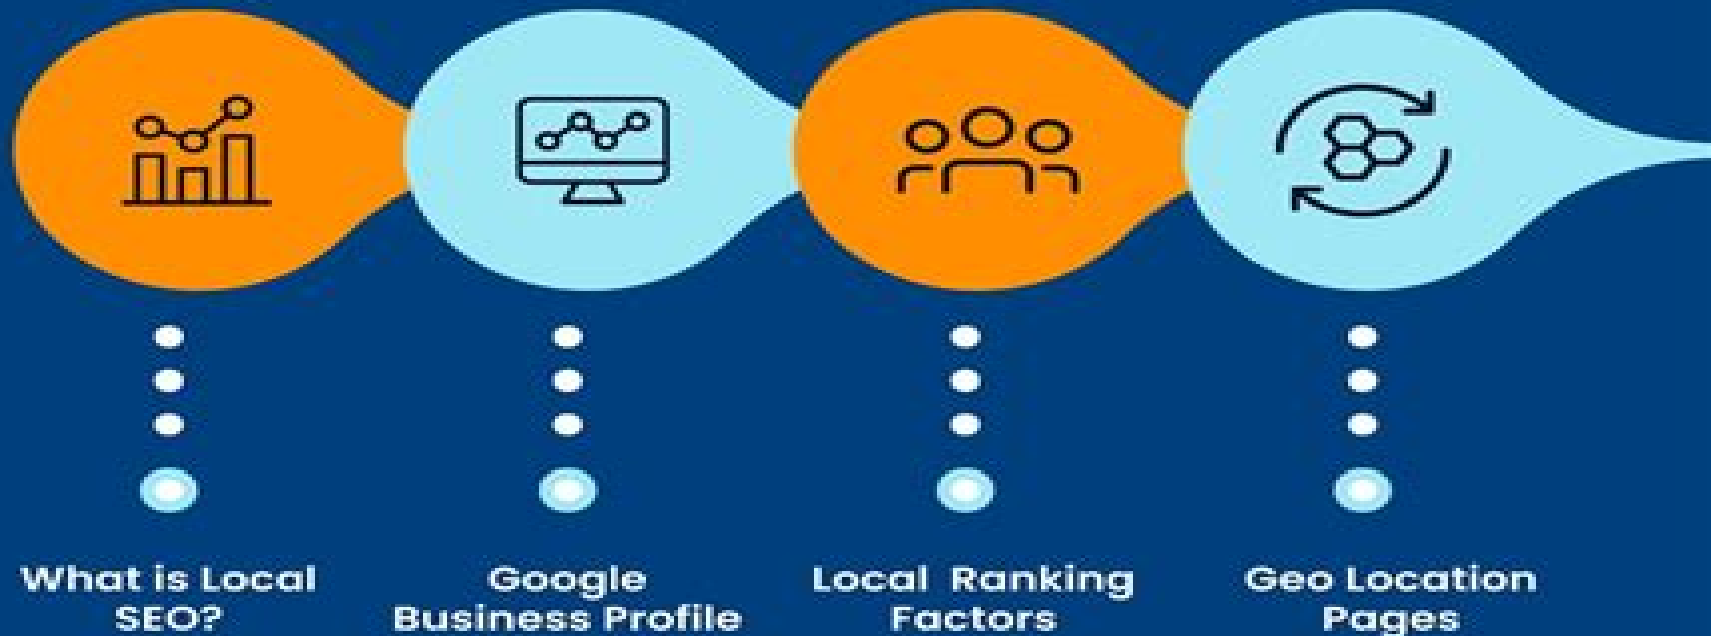 What is Local
SEO?
Google
Business Profile
Local Ranking
Factors
Geo Location
Pages